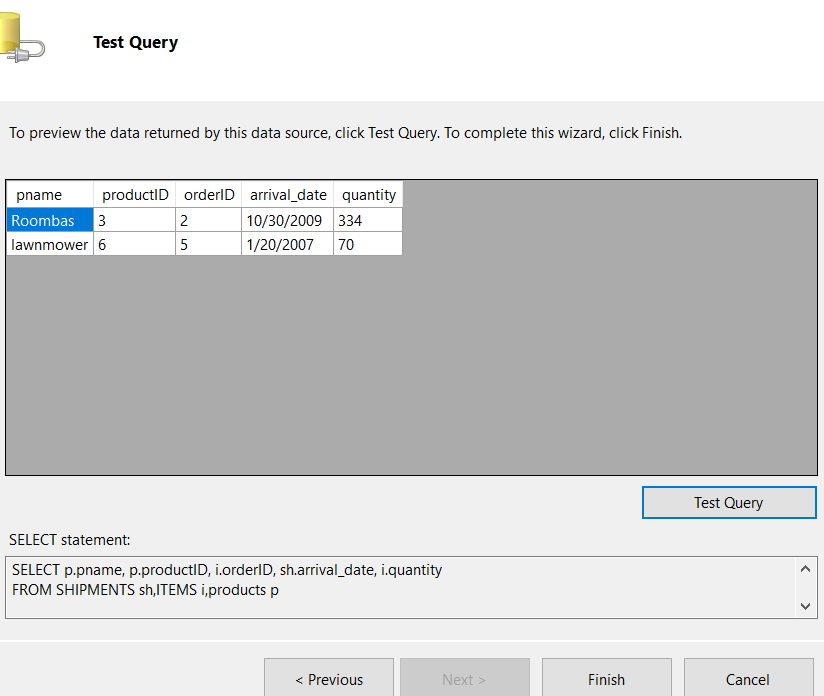 Test Query
To preview the data returned by this data source, click Test Query. To complete this wizard, click Finish.
pname productID orderID arrival_date quantity
Roombas 3 2 10/30/2009 334
lawnmower 6 5 1/20/2007 70
Test Query
SELECT statement:
SELECT p.pname, p.productID, i.orderID, sh.arrival_date, i.quantity
FROM SHIPMENTS sh,ITEMS i,products p
< Previous Next > Finish Cancel